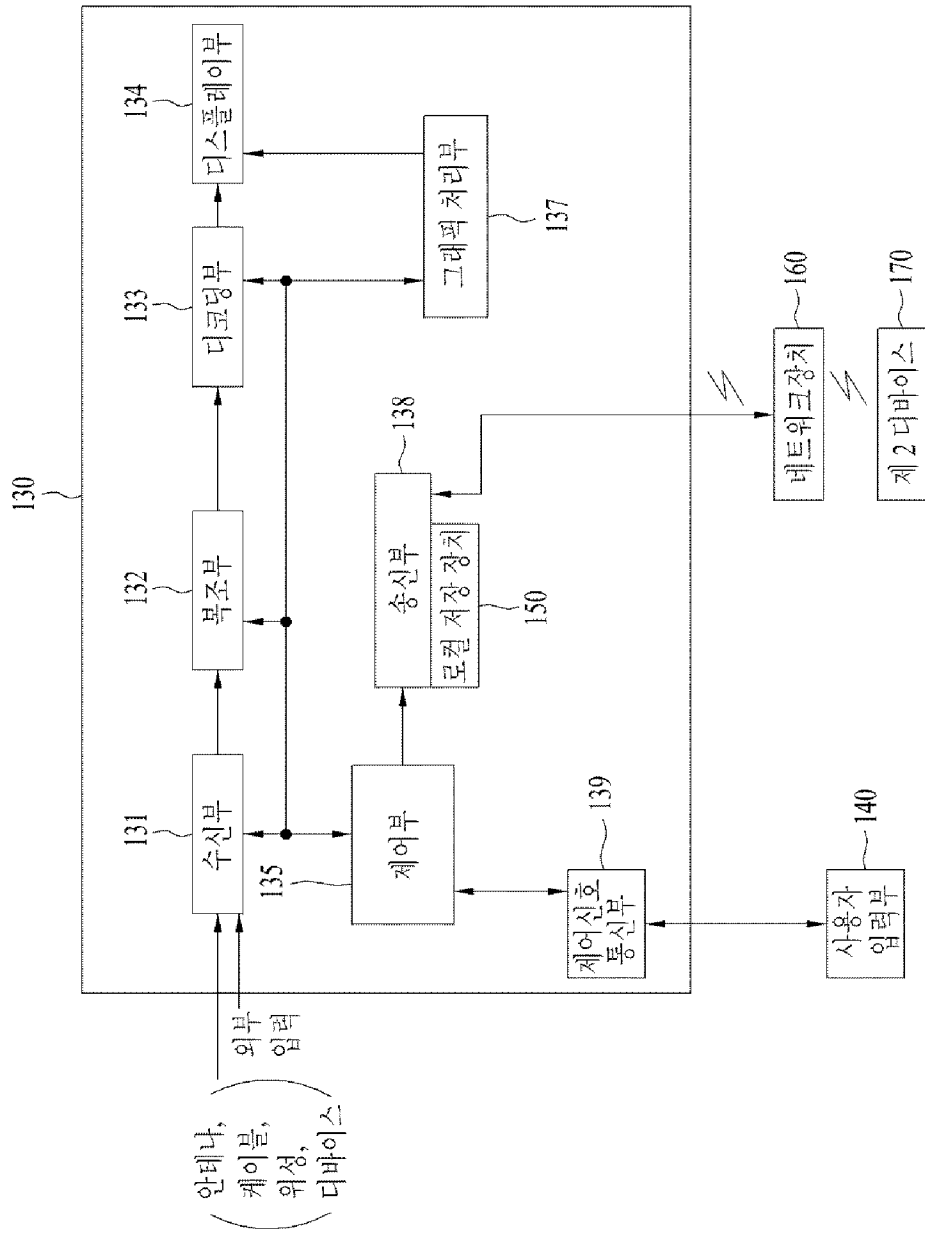 130
131
수신부
132
복조부
133
디코딩부
134
디스플레이부
안테나,
케이블,
위성,
디바이스
외부
입력
135
제어부
138
송신부
로컬 저장 장치
150
그래픽 처리부
137
139
제어신호
통신부
140
사용자
입력부
160
네트워크장치
170
제 2 디바이스